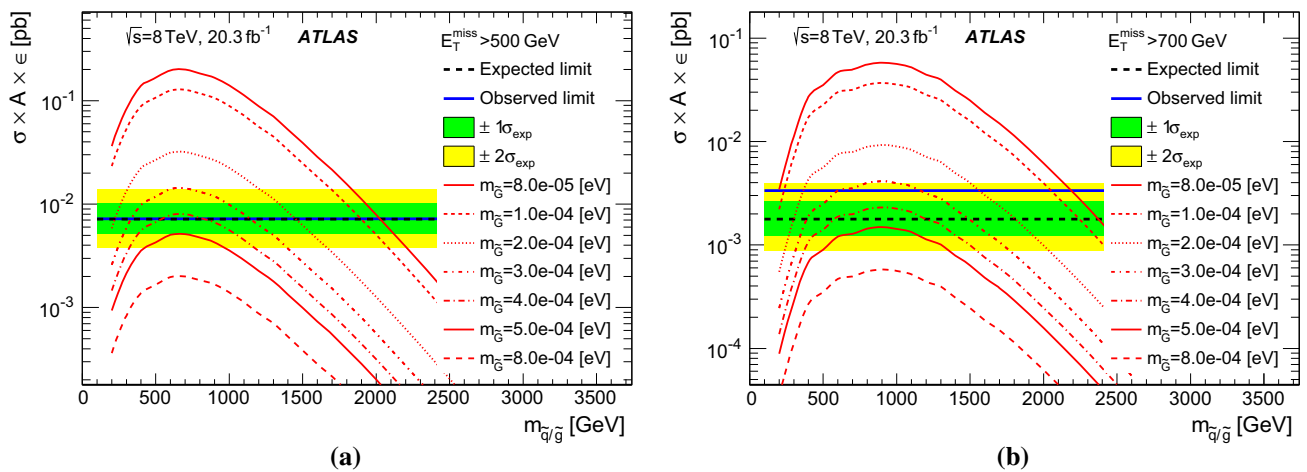 σ × A × ϵ [pb]
√s=8 TeV, 20.3 fb⁻¹ ATLAS
E_T^miss >500 GeV
Expected limit
Observed limit
± 1σ_exp
± 2σ_exp
m_G̃=8.0e-05 [eV]
m_G̃=1.0e-04 [eV]
m_G̃=2.0e-04 [eV]
m_G̃=3.0e-04 [eV]
m_G̃=4.0e-04 [eV]
m_G̃=5.0e-04 [eV]
m_G̃=8.0e-04 [eV]
10⁻¹
10⁻²
10⁻³
0 500 1000 1500 2000 2500 3000 3500
m_q̃/g̃ [GeV]
(a)
σ × A × ϵ [pb]
√s=8 TeV, 20.3 fb⁻¹ ATLAS
E_T^miss >700 GeV
Expected limit
Observed limit
± 1σ_exp
± 2σ_exp
m_G̃=8.0e-05 [eV]
m_G̃=1.0e-04 [eV]
m_G̃=2.0e-04 [eV]
m_G̃=3.0e-04 [eV]
m_G̃=4.0e-04 [eV]
m_G̃=5.0e-04 [eV]
m_G̃=8.0e-04 [eV]
10⁻¹
10⁻²
10⁻³
10⁻⁴
0 500 1000 1500 2000 2500 3000 3500
m_q̃/g̃ [GeV]
(b)